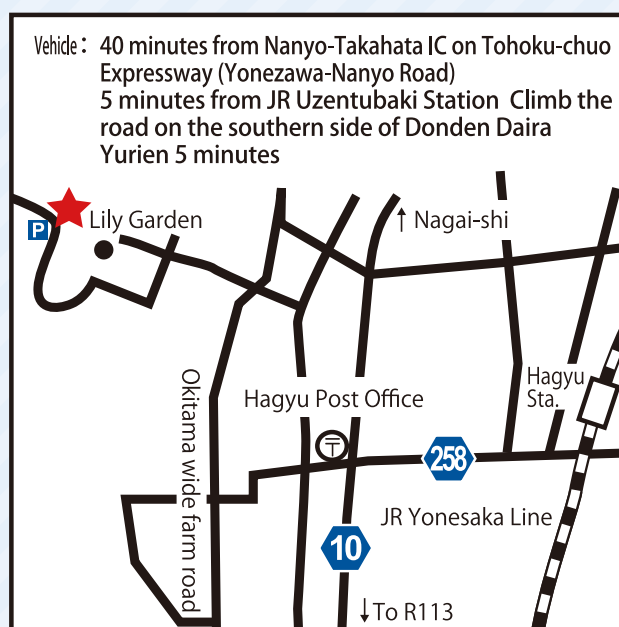 Vehicle : 40 minutes from Nanyo-Takahata IC on Tohoku-chuo
Expressway (Yonezawa-Nanyo Road)
5 minutes from JR Uzentubaki Station Climb the
road on the southern side of Donden Daira
Yurien 5 minutes
P
Lily Garden
↑ Nagai-shi
Okitama wide farm road
Hagyu Post Office
〒
Hagyu
Sta.
258
JR Yonesaka Line
10
↓To R113